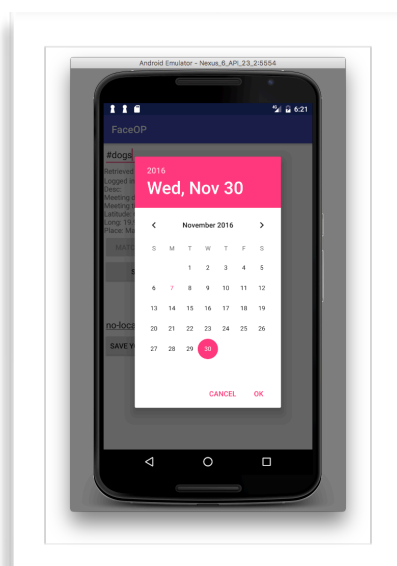 Android Emulator - Nexus_6_API_23_2:5554
6:21
FaceOP
#dogs
Retrieved
Logged
Desc:
Meeting
Meeting
Long: 19
Place: Ma
no-loca
SAVE Y
2016
Wed, Nov 30
November 2016
S M T W T F S
1 2 3 4 5
6 7 8 9 10 11 12
13 14 15 16 17 18 19
20 21 22 23 24 25 26
27 28 29 30
CANCEL OK